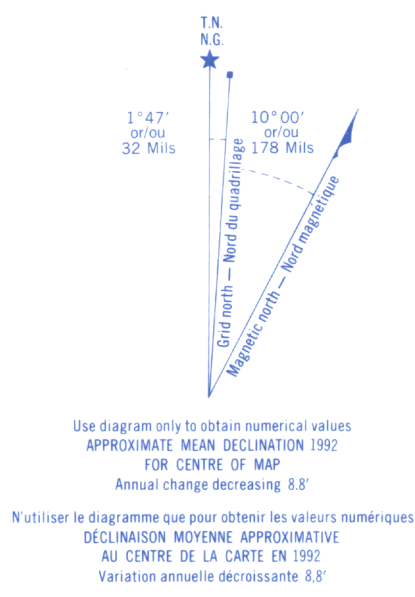 T.N.
N.G.
1°47′
or/ou
32 Mils
10°00′
or/ou
178 Mils
Grid north — Nord du quadrillage
Magnetic north — Nord magnetique
Use diagram only to obtain numerical values
APPROXIMATE MEAN DECLINATION 1992
FOR CENTRE OF MAP
Annual change decreasing 8.8′
N'utiliser le diagramme que pour obtenir les valeurs numériques
DÉCLINAISON MOYENNE APPROXIMATIVE
AU CENTRE DE LA CARTE EN 1992
Variation annuelle décroissante 8,8′